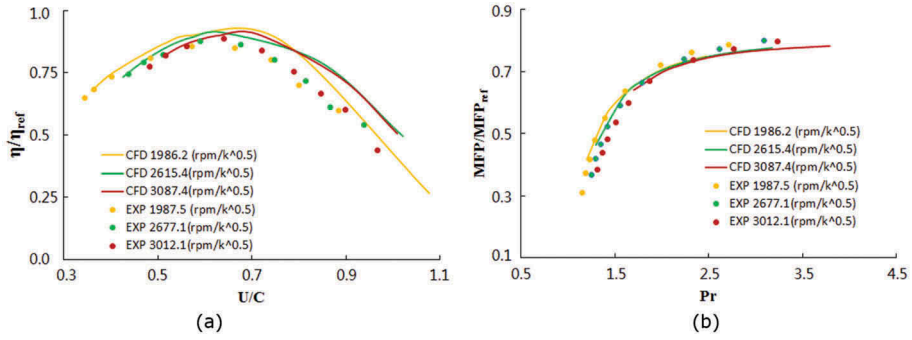 1.0
0.75
0.5
0.25
0.0
η/ηref
CFD 1986.2 (rpm/k^0.5)
CFD 2615.4(rpm/k^0.5)
CFD 3087.4(rpm/k^0.5)
EXP 1987.5 (rpm/k^0.5)
EXP 2677.1(rpm/k^0.5)
EXP 3012.1(rpm/k^0.5)
0.3 0.5 0.7 0.9 1.1
U/C
(a)
0.9
0.7
0.5
0.3
0.1
MFP/MFPref
CFD 1986.2 (rpm/k^0.5)
CFD 2615.4(rpm/k^0.5)
CFD 3087.4(rpm/k^0.5)
EXP 1987.5 (rpm/k^0.5)
EXP 2677.1(rpm/k^0.5)
EXP 3012.1(rpm/k^0.5)
0.5 1.5 2.5 3.5 4.5
Pr
(b)